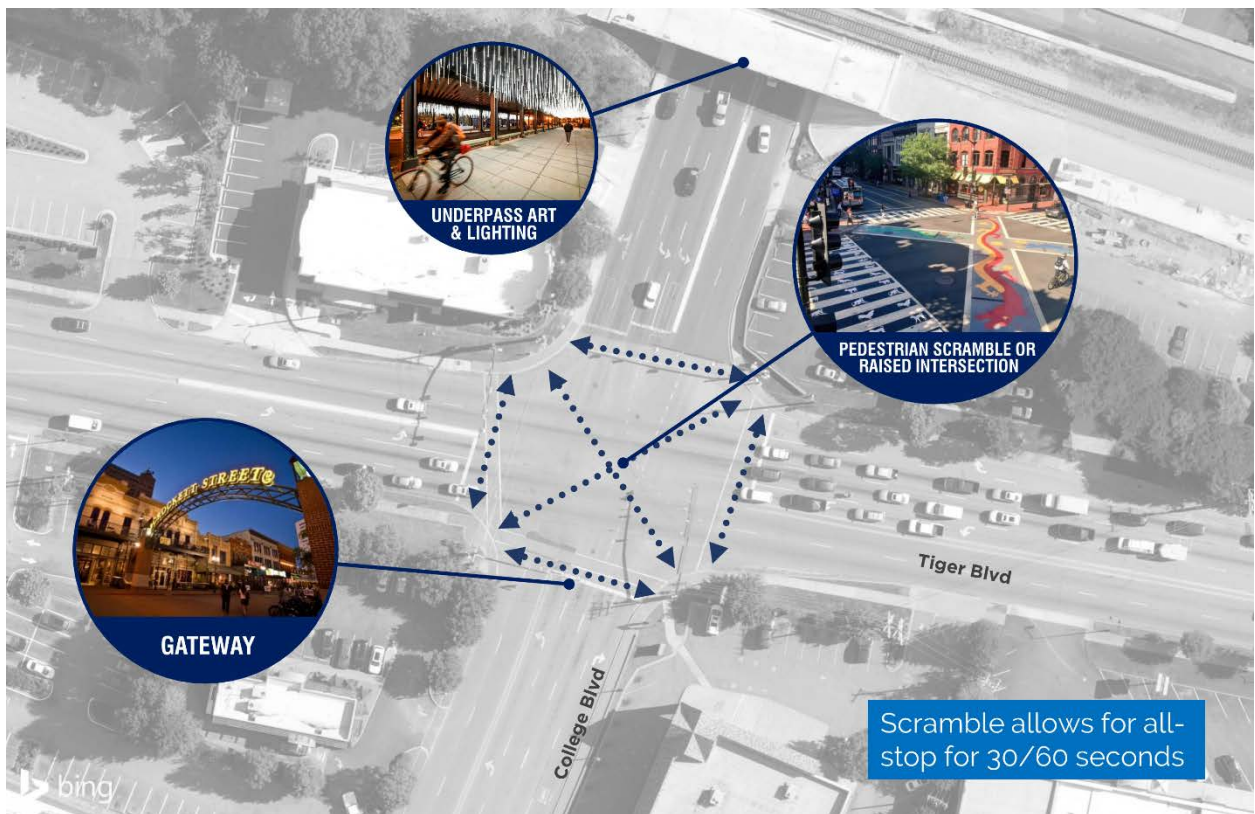 UNDERPASS ART
& LIGHTING
PEDESTRIAN SCRAMBLE OR
RAISED INTERSECTION
CROCKETT STREET
GATEWAY
Tiger Blvd
College Blvd
Scramble allows for all-
stop for 30/60 seconds
bing